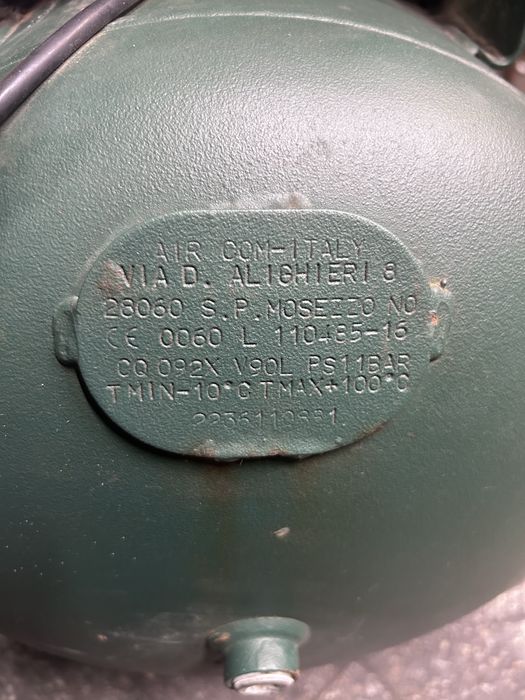 AIR COM-ITALY
VIA D. ALIGHIERI 8
28060 S.P. MOSEZZO NO
CE 0060 L 110485-15
CQ 092X V90L PS11BAR
TMIN-10°C TMAX+100°C